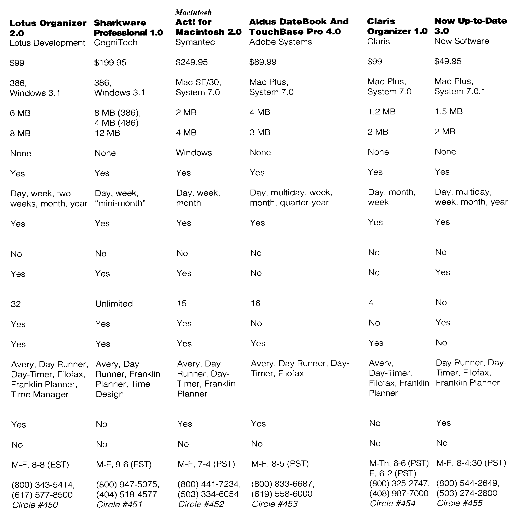 Macintosh
Lotus Organizer Sharkware Act! for Aldus DateBook And Claris Now Up-to-Date
2.0 Professional 1.0 Macintosh 2.0 TouchBase Pro 4.0 Organizer 1.0 3.0
Lotus Development CogniTech Symantec Adobe Systems Claris Now Software
$99 $199.95 $249.95 $89.99 $99 $49.95
386, 386, Mac SE/30, Mac Plus, Mac Plus, Mac Plus,
Windows 3.1 Windows 3.1 System 7.0 System 7.0 System 7.0 System 7.0.1
6 MB 8 MB (386), 2 MB 4 MB 1.2 MB 1.5 MB
4 MB (486)
8 MB 12 MB 4 MB 3 MB 2 MB 2 MB
None None Windows None None None
Yes Yes Yes Yes Yes Yes
Day, week, two Day, week, Day, week, Day, multiday, week, Day, month, Day, multiday,
weeks, month, year "mini-month" month month, quarter year week week, month, year
Yes Yes Yes Yes Yes Yes
No No No No No No
Yes Yes Yes No No Yes
32 Unlimited 15 16 4 No
Yes Yes Yes No No Yes
Yes Yes Yes Yes Yes No
Avery, Day Runner, Avery, Day Avery, Day Avery, Day Runner, Day- Avery, Day Runner, Day
Day-Timer, Filofax, Runner, Franklin Runner, Day- Timer, Filofax Day-Timer, Timer, Filofax,
Franklin Planner, Planner, Time Timer, Franklin Filofax, Franklin Franklin Planner
Time Manager Design Planner Planner
Yes No Yes Yes No Yes
No No No No No No
M-F, 8-8 (EST) M-F, 9-6 (EST) M-F, 7-4 (PST) M-F, 8-5 (PST) M-Th, 6-6 (PST) M-F, 8-4:30 (PST)
F, 6-2 (PST)
(800) 343-5414, (800) 947-5075, (800) 441-7234, (800) 833-6687, (800) 325-2747, (800) 544-2649,
(617) 577-8500 (404) 518-4577 (503) 334-6054 (619) 558-6000 (408) 987-7000 (503) 274-2800
Circle #450 Circle #451 Circle #452 Circle #453 Circle #454 Circle #455